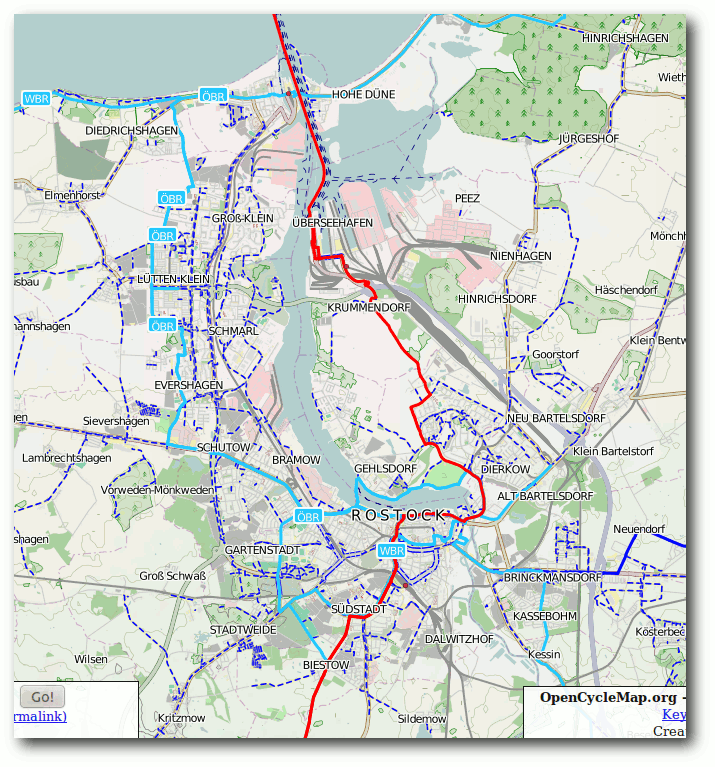 HINRICHSHAGEN
Wieth
WBR
ÖBR
HOHE DÜNE
DIEDRICHSHAGEN
JÜRGESHOF
Elmenhorst
ÖBR
PEEZ
GROß KLEIN
ÜBERSEEHAFEN
ÖBR
Mönchh
NIENHAGEN
sbau
LÜTTEN KLEIN
Häschendorf
HINRICHSDORF
KRUMMENDORF
ÖBR
mannshagen
SCHMARL
Klein Bentw
Goorstorf
EVERSHAGEN
gen
Sievershagen
NEU BARTELSDORF
SCHUTOW
Klein Bartelstorf
Lambrechtshagen
BRAMOW
GEHLSDORF
DIERKOW
Vorweden-Mönkweden
ALT BARTELSDORF
ÖBR
ROSTOCK
Neuendorf
shagen
GARTENSTADT
WBR
Groß Schwaß
BRINCKMANSDORF
SÜDSTADT
KASSEBOHM
STADTWEIDE
Kösterbec
DALWITZHOF
Kessin
Wilsen
BIESTOW
Go!
OpenCycleMap.org -
rmalink)
Key
Kritzmow
Sildemow
Crea